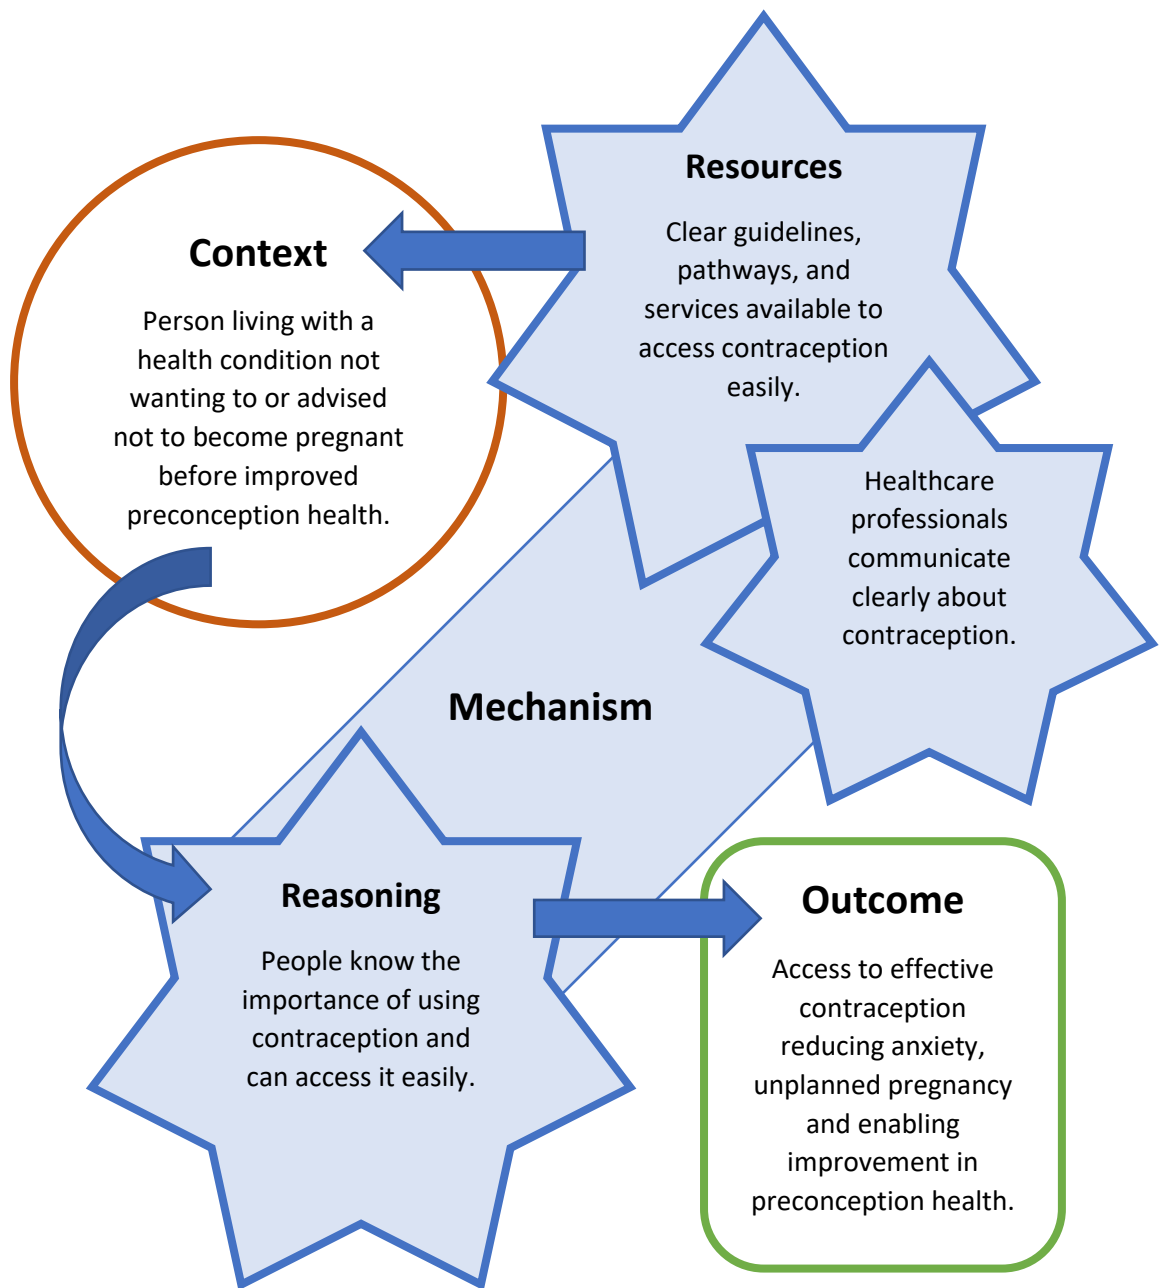 Resources
Clear guidelines,
pathways, and
services available to
access contraception
easily.
Context
Person living with a
health condition not
wanting to or advised
not to become pregnant
before improved
preconception health.
Healthcare
professionals
communicate
clearly about
contraception.
Mechanism
Reasoning
People know the
importance of using
contraception and
can access it easily.
Outcome
Access to effective
contraception
reducing anxiety,
unplanned pregnancy
and enabling
improvement in
preconception health.